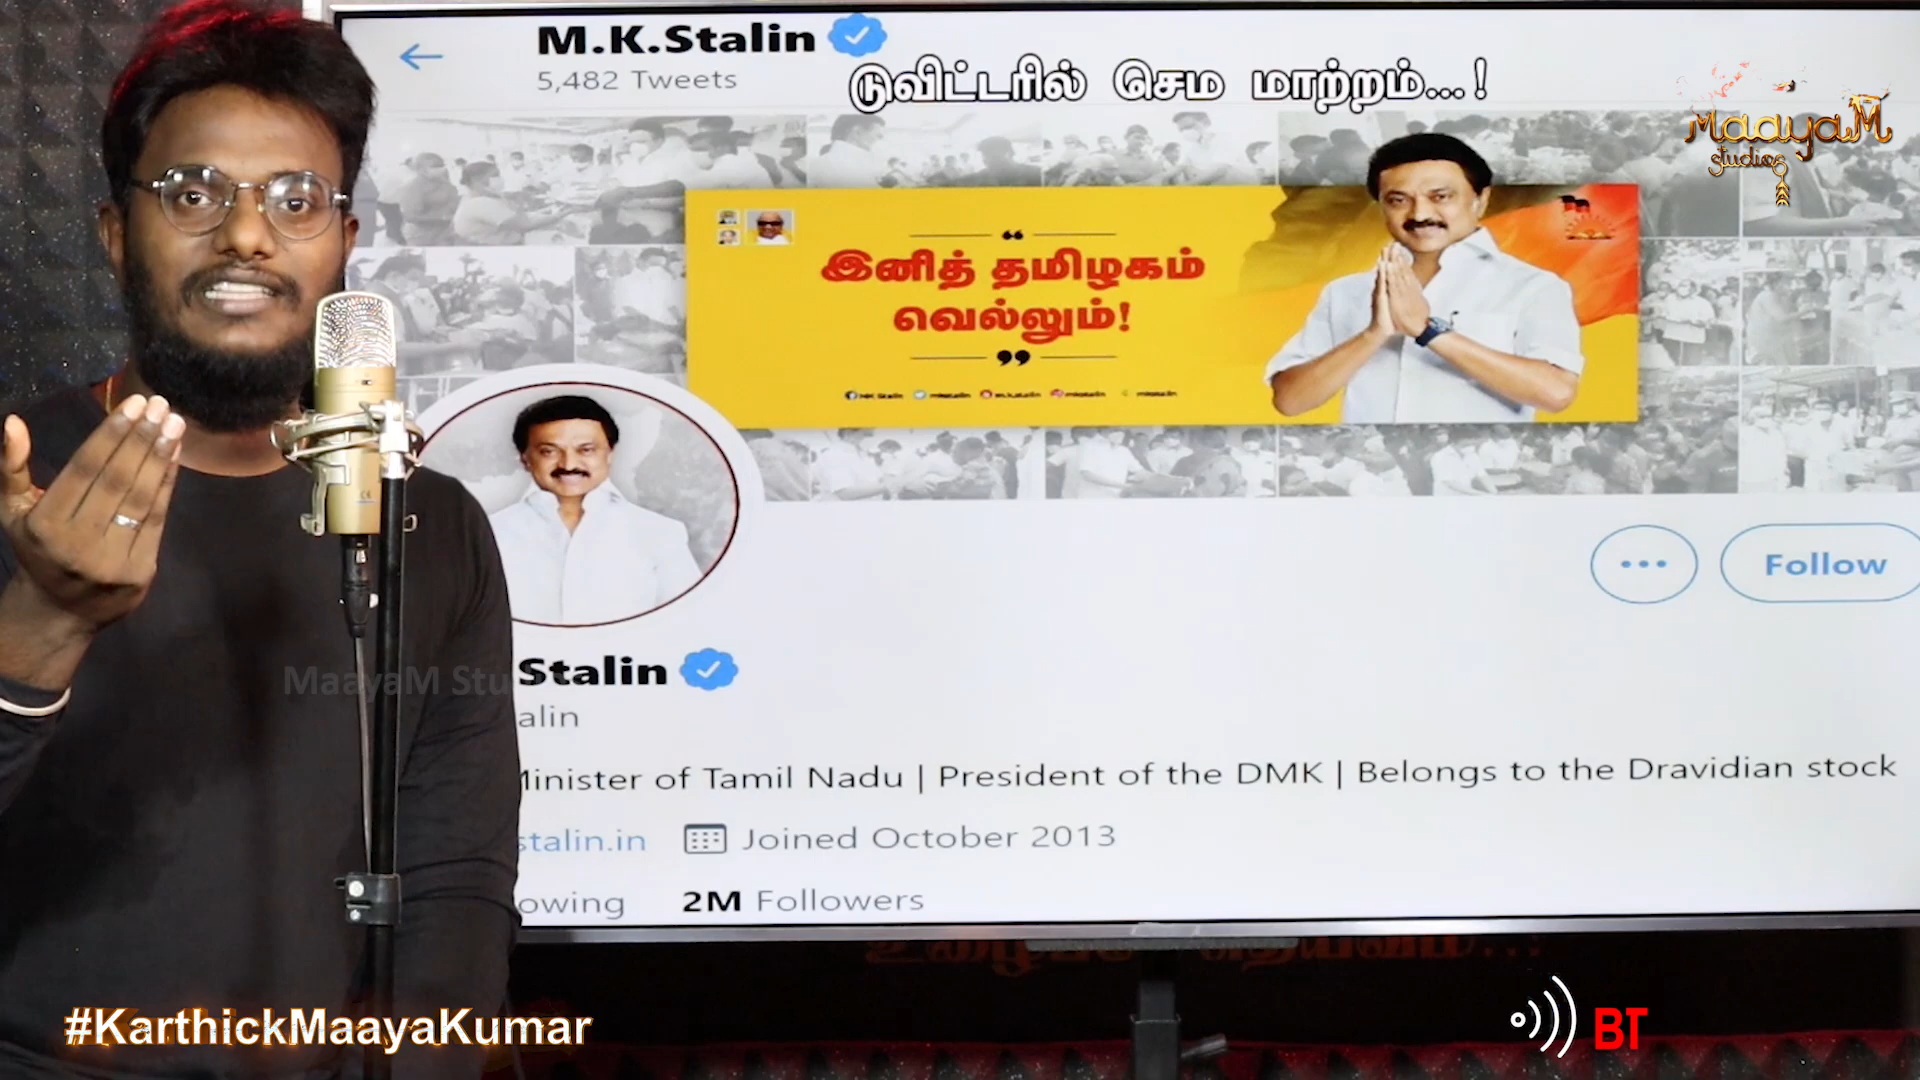 M.K.Stalin
5,482 Tweets
டுவிட்டரில் செம மாற்றம்...!
MaayaM
studios
“
இனித் தமிழகம்
வெல்லும்!
”
Follow
MaayaM Stu
Stalin
alin
Minister of Tamil Nadu | President of the DMK | Belongs to the Dravidian stock
stalin.in Joined October 2013
owing 2M Followers
#KarthickMaayaKumar
BT